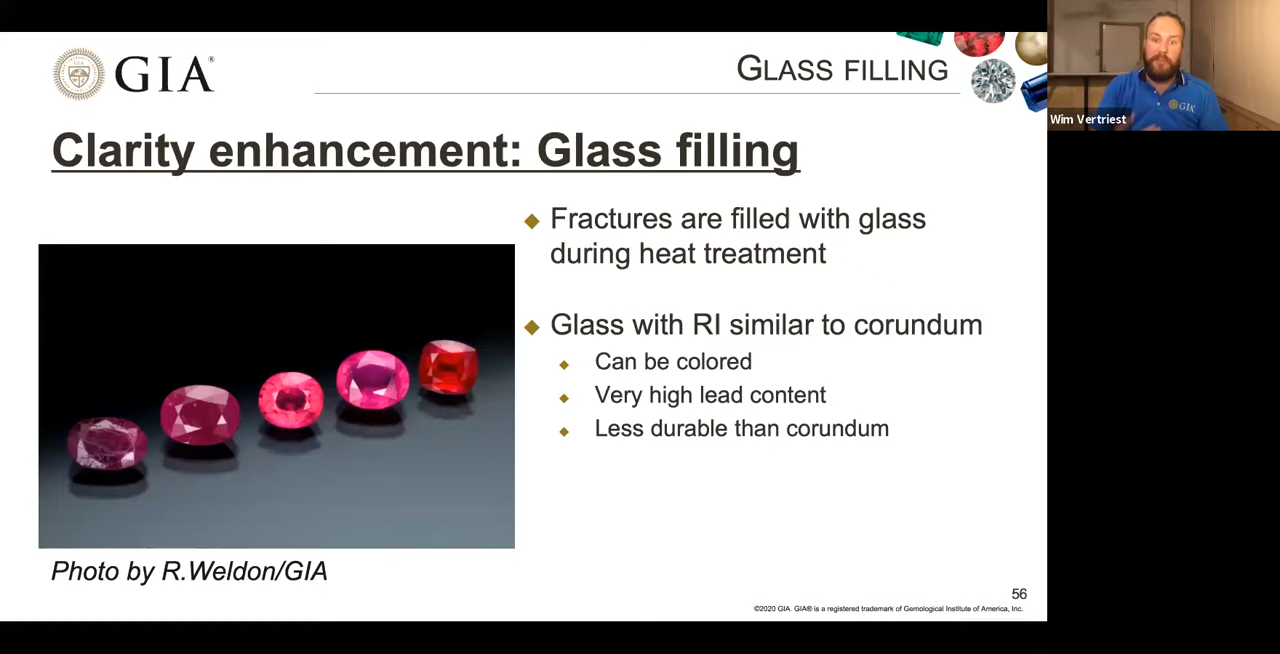 GIA®
GLASS FILLING
Wim Vertriest
GIA
Clarity enhancement: Glass filling
Fractures are filled with glass
during heat treatment
Glass with RI similar to corundum
Can be colored
Very high lead content
Less durable than corundum
Photo by R.Weldon/GIA
56
©2020 GIA. GIA® is a registered trademark of Gemological Institute of America, Inc.